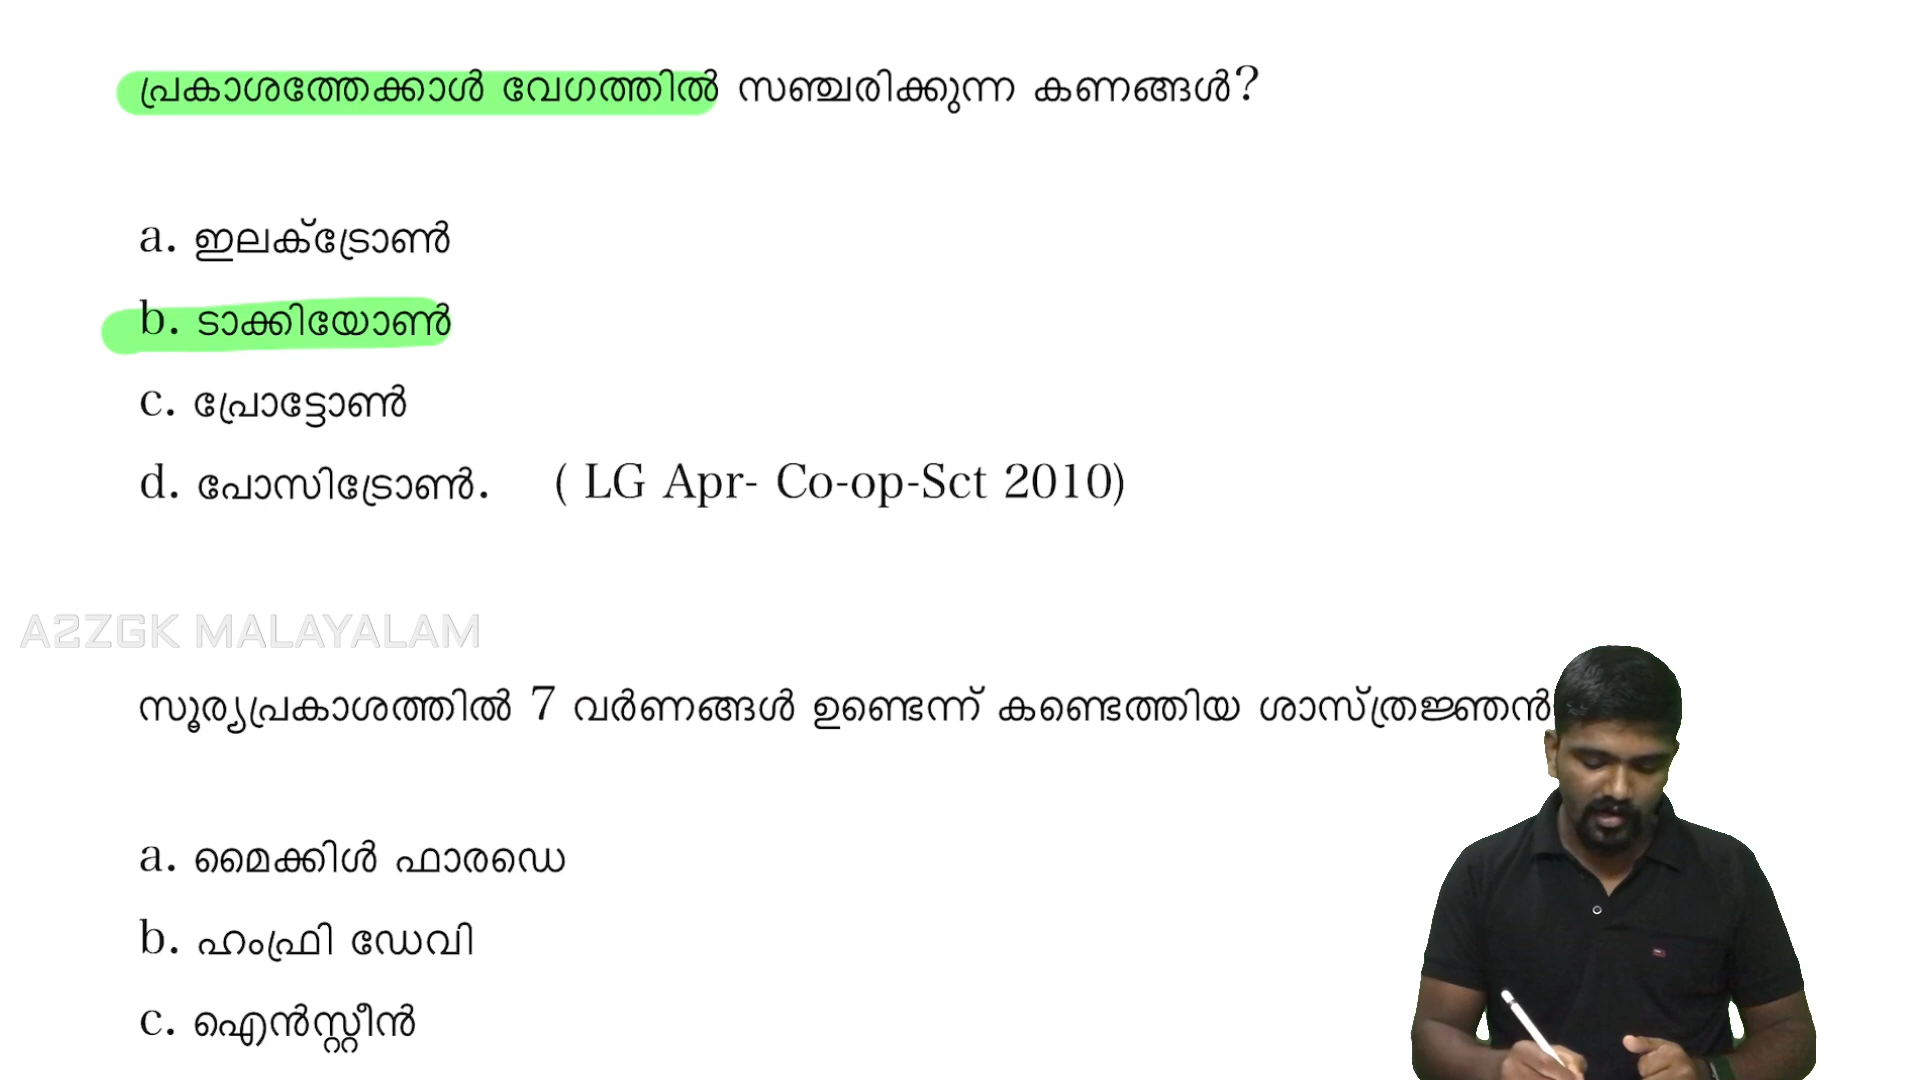 പ്രകാശത്തേക്കാൾ വേഗത്തിൽ സഞ്ചരിക്കുന്ന കണങ്ങൾ?
a. ഇലക്ട്രോൺ
b. ടാക്കിയോൺ
c. പ്രോട്ടോൺ
d. പോസിട്രോൺ. ( LG Apr- Co-op-Sct 2010)
A2ZGK MALAYALAM
സൂര്യപ്രകാശത്തിൽ 7 വർണങ്ങൾ ഉണ്ടെന്ന് കണ്ടെത്തിയ ശാസ്ത്രജ്ഞൻ
a. മൈക്കിൾ ഫാരഡെ
b. ഹംഫ്രി ഡേവി
c. ഐൻസ്റ്റീൻ